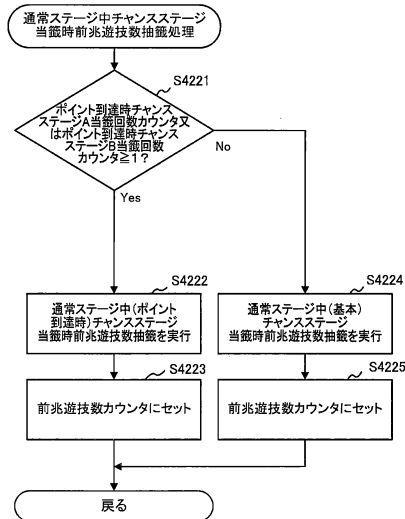 通常ステージ中チャンスステージ
当籤時前兆遊技数抽籤処理
S4221
ポイント到達時チャンス
ステージA当籤回数カウンタ又
はポイント到達時チャンス
ステージB当籤回数
カウンタ≧1？
No
Yes
S4222
通常ステージ中(ポイント
到達時)チャンスステージ
当籤時前兆遊技数抽籤を実行
S4224
通常ステージ中(基本)
チャンスステージ
当籤時前兆遊技数抽籤を実行
S4223
前兆遊技数カウンタにセット
S4225
前兆遊技数カウンタにセット
戻る